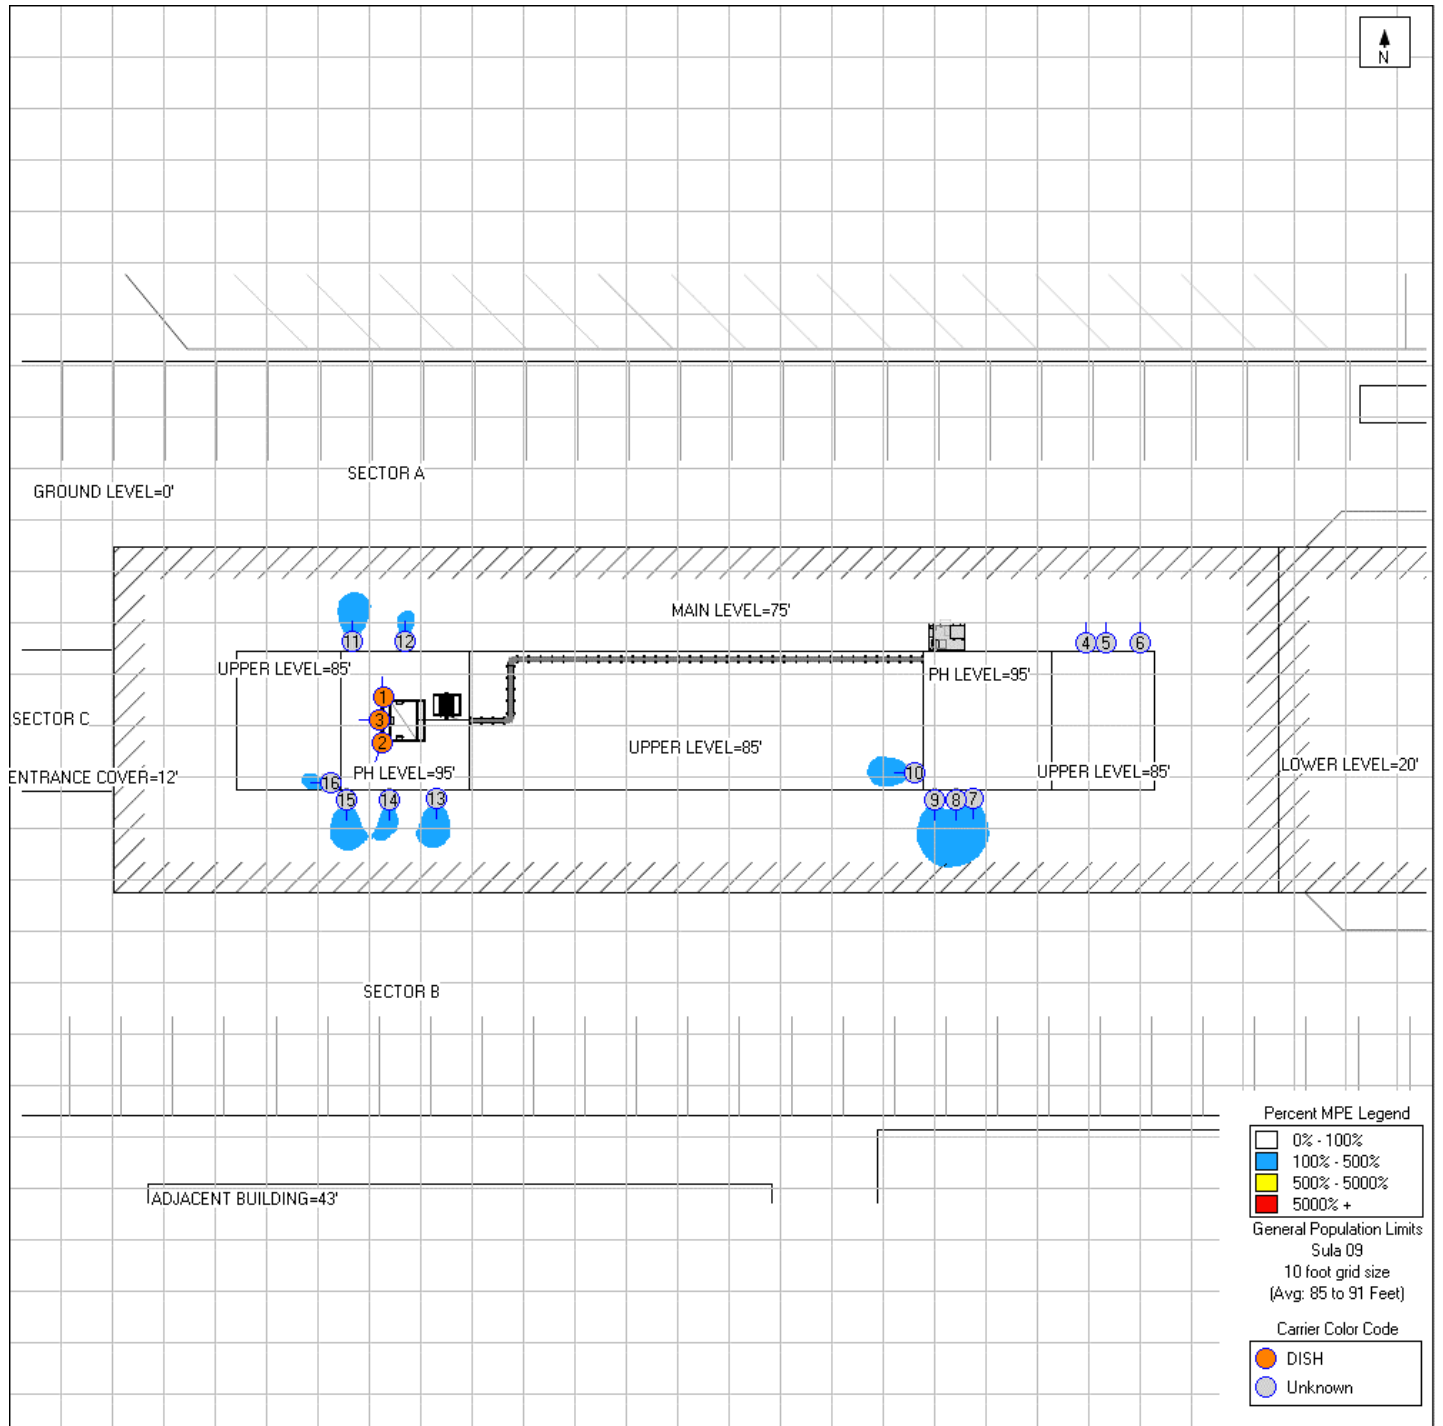 N
SECTOR A
GROUND LEVEL=0'
MAIN LEVEL=75'
11
12
4
5
6
UPPER LEVEL=85'
PH LEVEL=95'
1
SECTOR C
3
2
UPPER LEVEL=85'
ENTRANCE COVER=12'
16
PH LEVEL=95'
10
UPPER LEVEL=85'
LOWER LEVEL=20'
15
14
13
9
8
7
SECTOR B
ADJACENT BUILDING=43'
Percent MPE Legend
0% - 100%
100% - 500%
500% - 5000%
5000% +
General Population Limits
Sula 09
10 foot grid size
(Avg: 85 to 91 Feet)
Carrier Color Code
DISH
Unknown